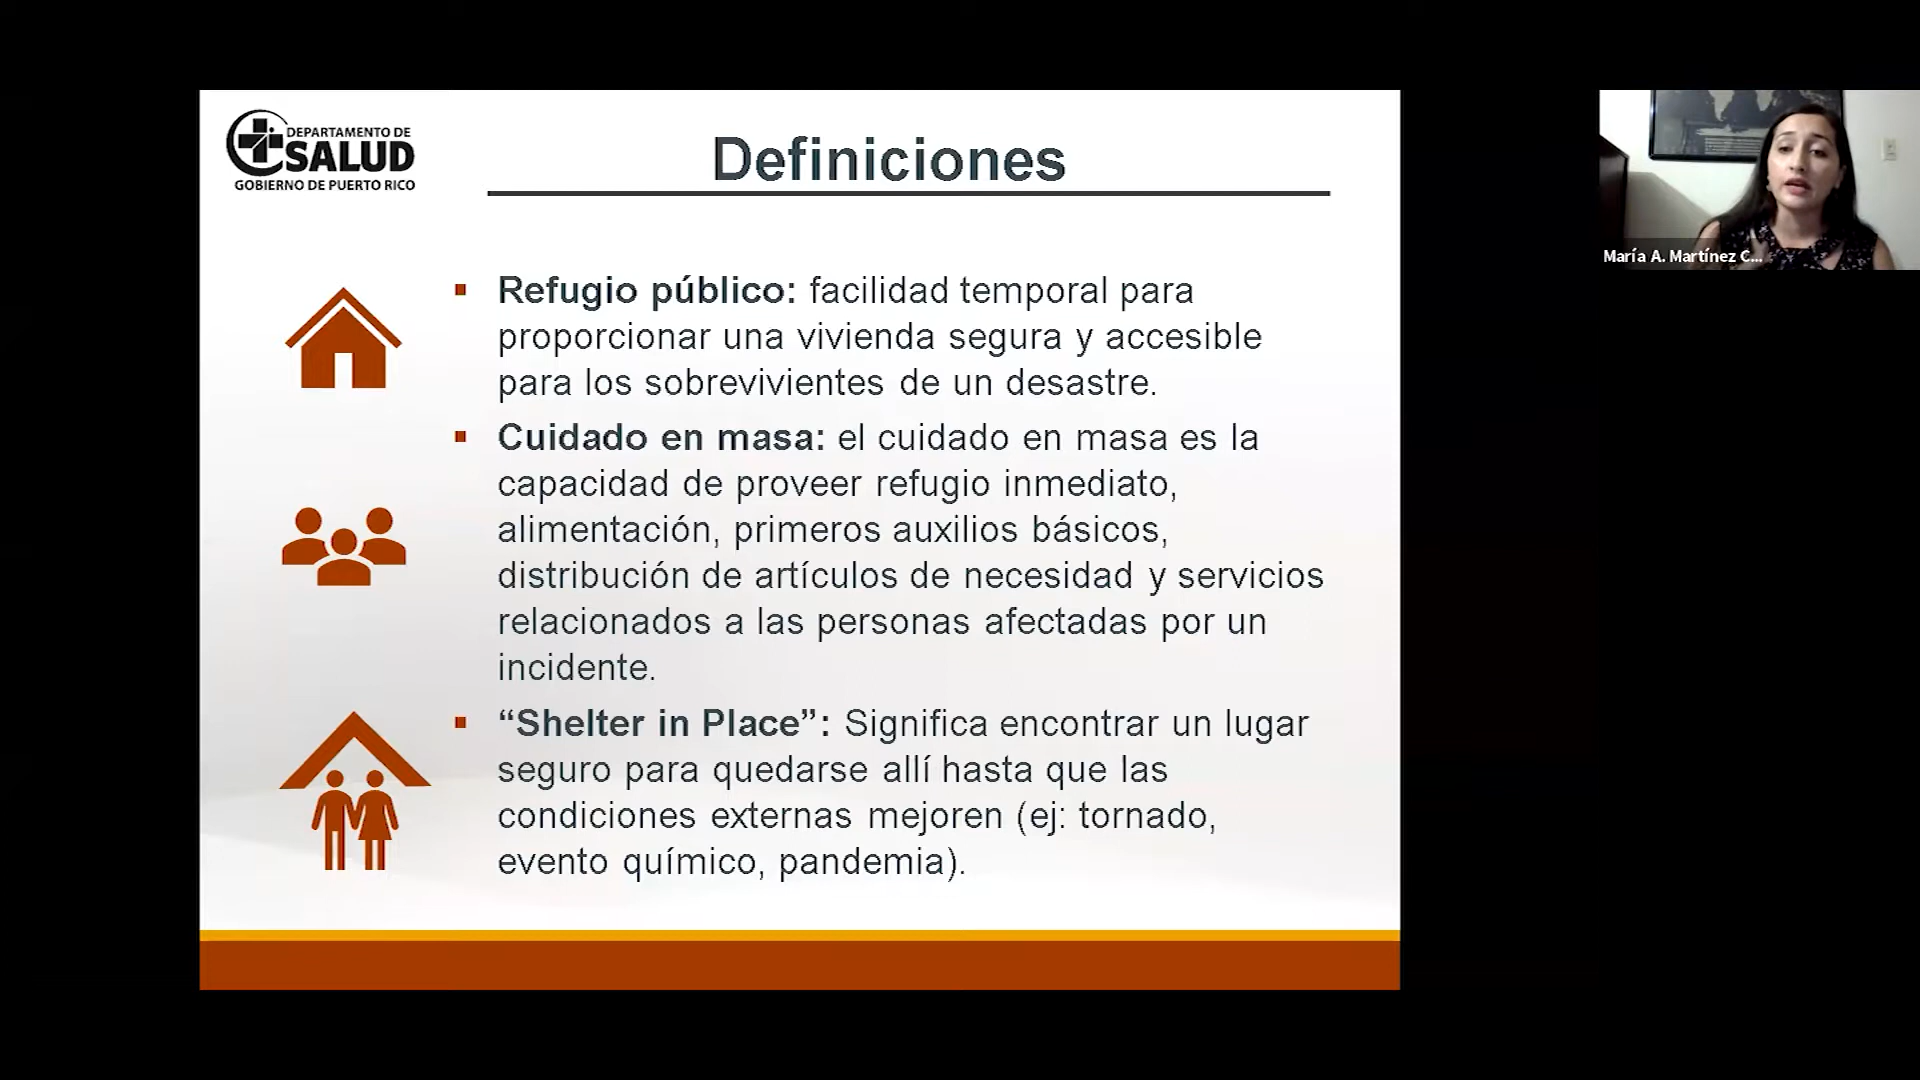 DEPARTAMENTO DE
SALUD
GOBIERNO DE PUERTO RICO
Definiciones
▪ Refugio público: facilidad temporal para
proporcionar una vivienda segura y accesible
para los sobrevivientes de un desastre.
▪ Cuidado en masa: el cuidado en masa es la
capacidad de proveer refugio inmediato,
alimentación, primeros auxilios básicos,
distribución de artículos de necesidad y servicios
relacionados a las personas afectadas por un
incidente.
▪ “Shelter in Place”: Significa encontrar un lugar
seguro para quedarse allí hasta que las
condiciones externas mejoren (ej: tornado,
evento químico, pandemia).
María A. Martínez C...